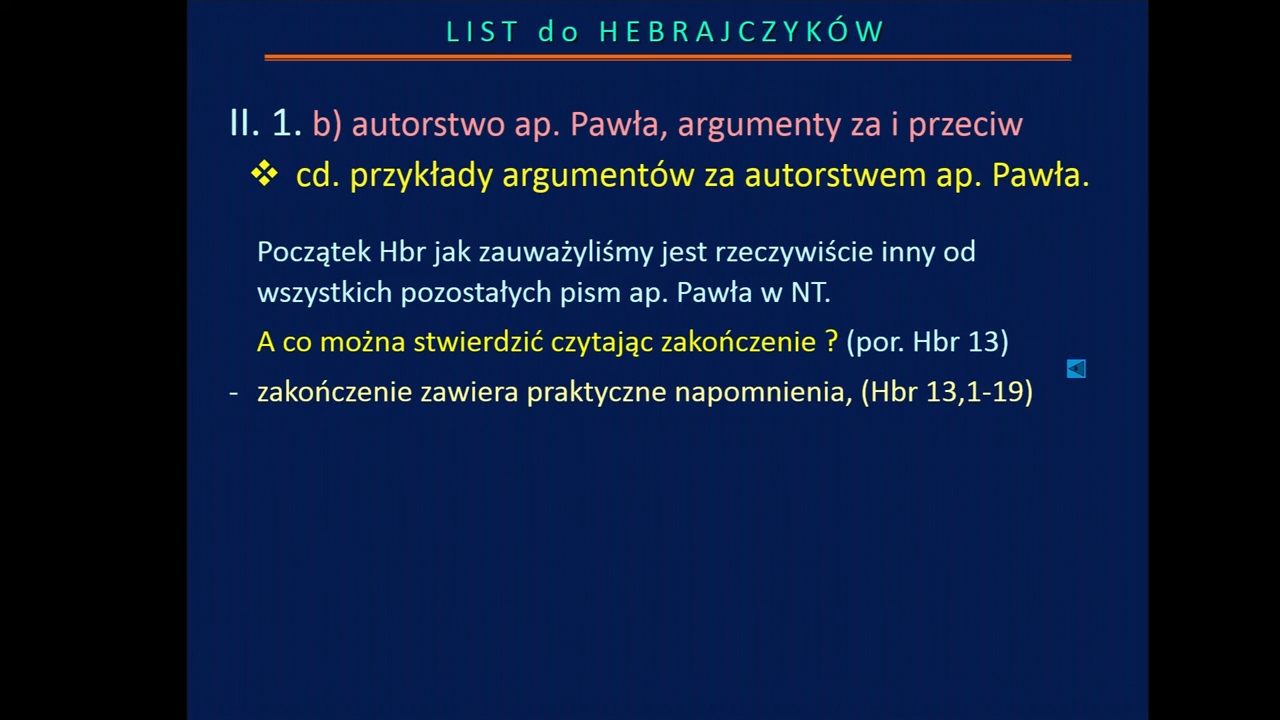 LIST do HEBRAJCZYKÓW
II. 1. b) autorstwo ap. Pawła, argumenty za i przeciw
❖ cd. przykłady argumentów za autorstwem ap. Pawła.
Początek Hbr jak zauważyliśmy jest rzeczywiście inny od
wszystkich pozostałych pism ap. Pawła w NT.
A co można stwierdzić czytając zakończenie ? (por. Hbr 13)
- zakończenie zawiera praktyczne napomnienia, (Hbr 13,1-19)